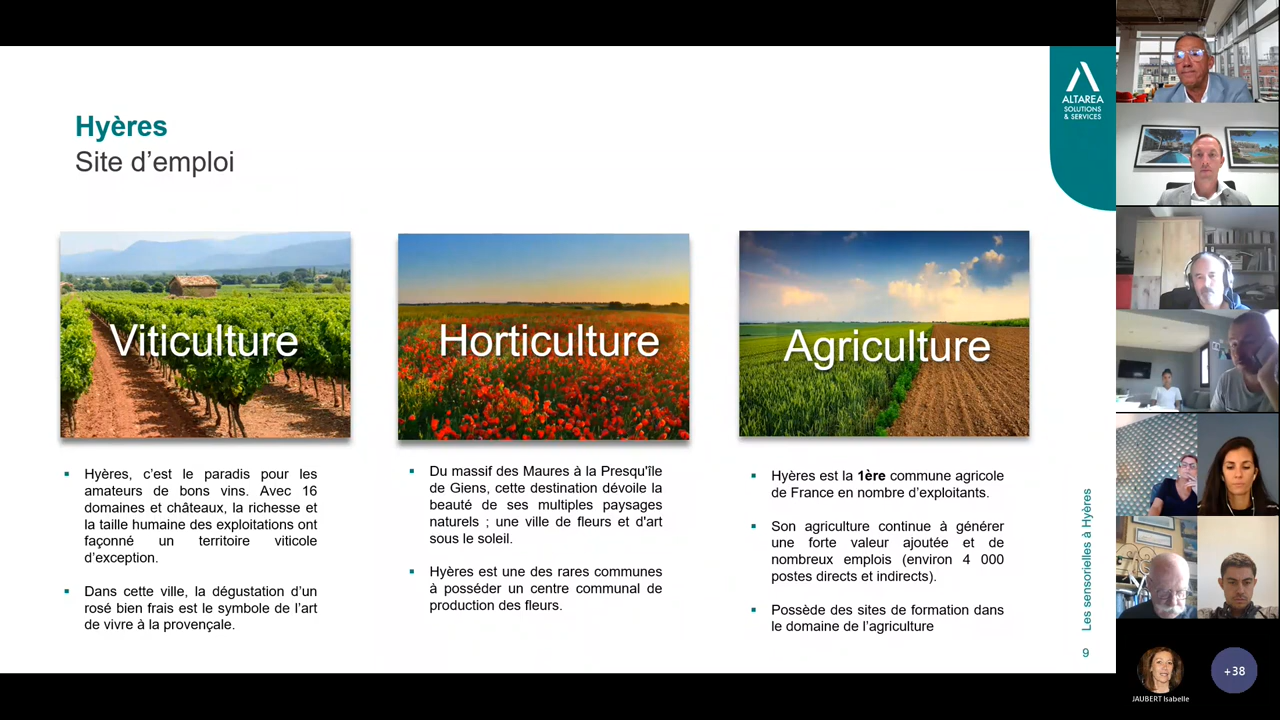 Hyères
Site d’emploi
ALTAREA
SOLUTIONS
& SERVICES
Viticulture
Horticulture
Agriculture
▪ Hyères, c’est le paradis pour les
amateurs de bons vins. Avec 16
domaines et châteaux, la richesse et
la taille humaine des exploitations ont
façonné un territoire viticole
d’exception.
▪ Dans cette ville, la dégustation d’un
rosé bien frais est le symbole de l’art
de vivre à la provençale.
▪ Du massif des Maures à la Presqu'île
de Giens, cette destination dévoile la
beauté de ses multiples paysages
naturels ; une ville de fleurs et d'art
sous le soleil.
▪ Hyères est une des rares communes
à posséder un centre communal de
production des fleurs.
▪ Hyères est la 1ère commune agricole
de France en nombre d’exploitants.
▪ Son agriculture continue à générer
une forte valeur ajoutée et de
nombreux emplois (environ 4 000
postes directs et indirects).
▪ Possède des sites de formation dans
le domaine de l’agriculture
Les sensorielles à Hyères
9
JAUBERT Isabelle
+38